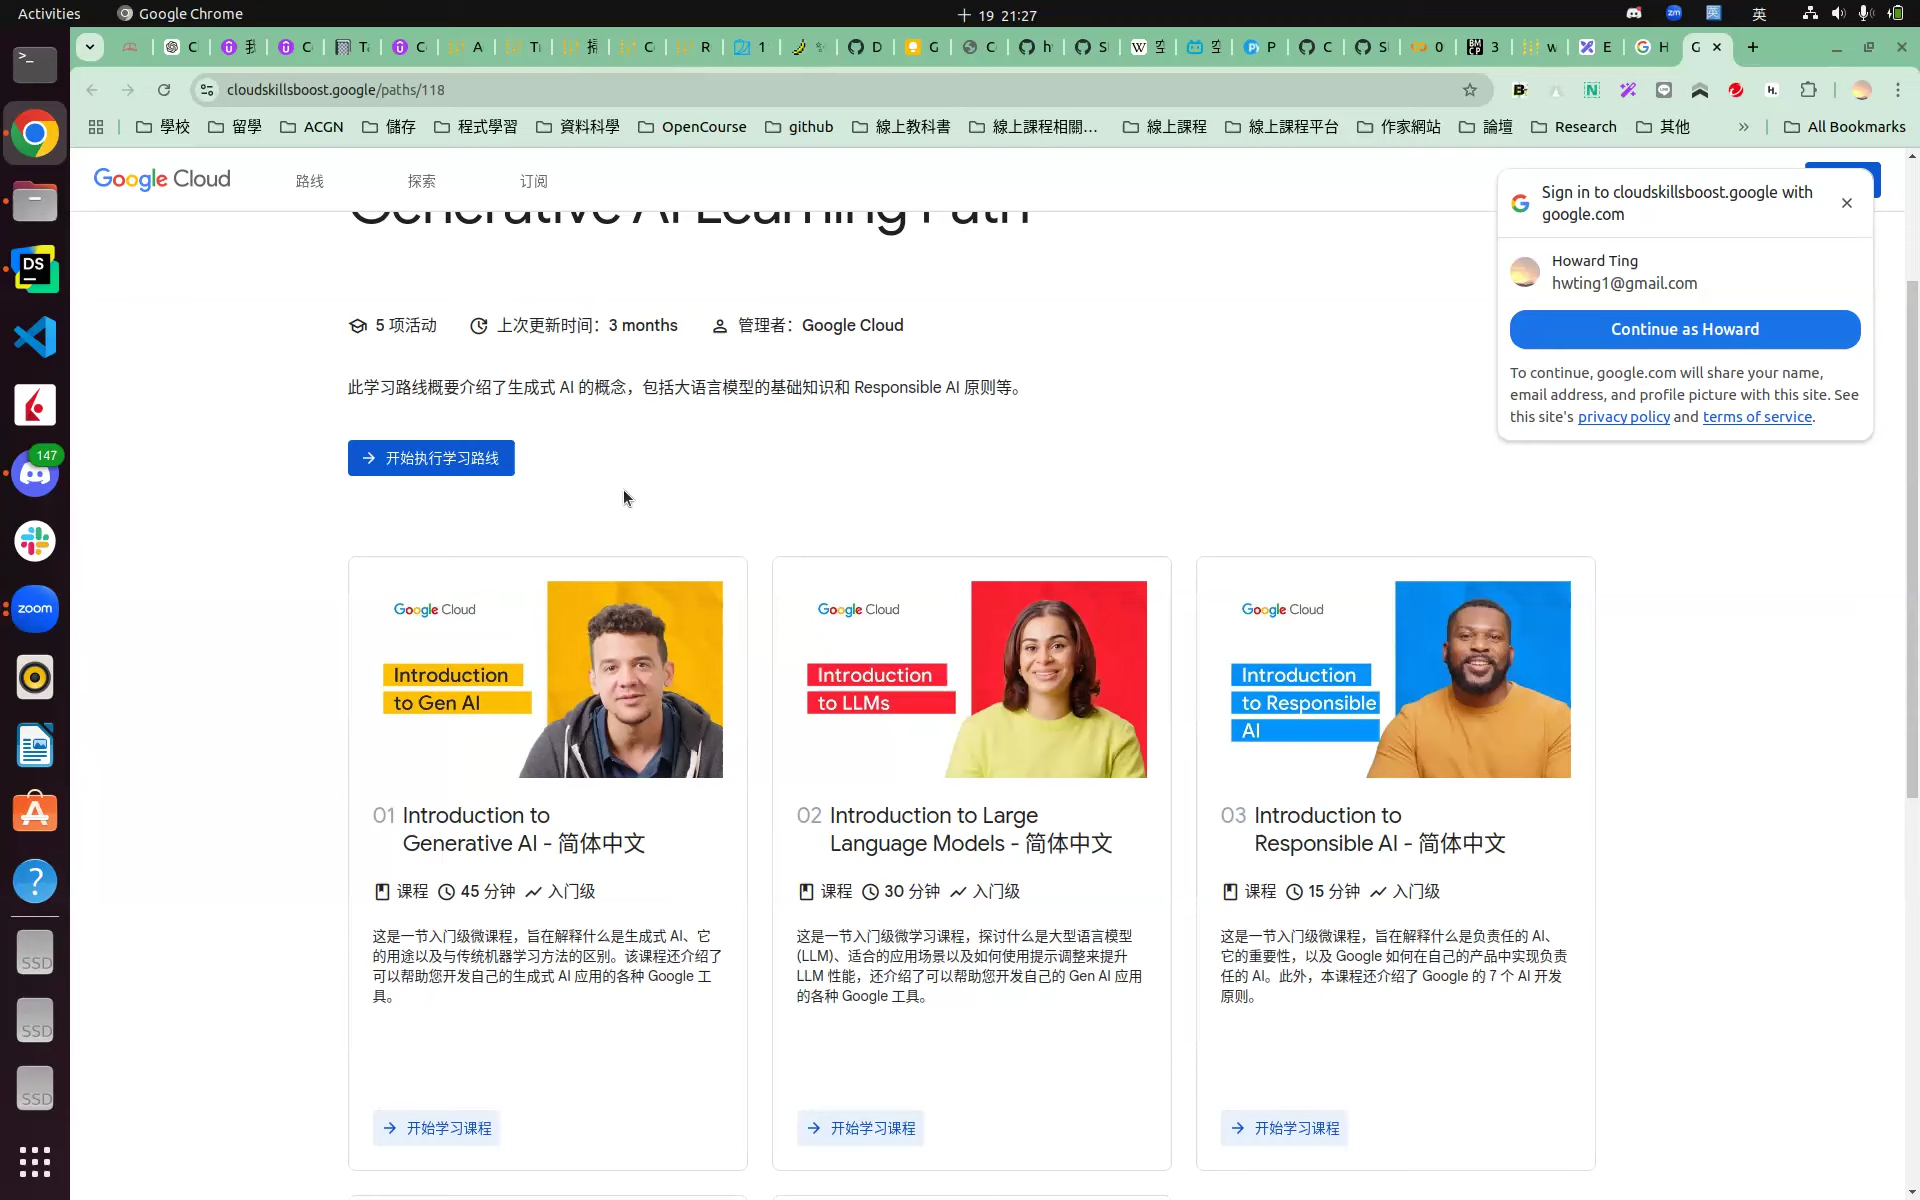 Activities
Google Chrome
19 21:27
英
cloudskillsboost.google/paths/118
學校
留學
ACGN
儲存
程式學習
資料科學
OpenCourse
github
線上教科書
線上課程相關...
線上課程
線上課程平台
作家網站
論壇
Research
其他
»
All Bookmarks
Google Cloud
路线
探索
订阅
Generative AI Learning Path
Sign in to cloudskillsboost.google with
google.com
Howard Ting
hwting1@gmail.com
Continue as Howard
To continue, google.com will share your name,
email address, and profile picture with this site. See
this site's privacy policy and terms of service.
5 项活动
上次更新时间：3 months
管理者：Google Cloud
此学习路线概要介绍了生成式 AI 的概念，包括大语言模型的基础知识和 Responsible AI 原则等。
开始执行学习路线
Google Cloud
Introduction
to Gen AI
01 Introduction to
Generative AI - 简体中文
课程 45 分钟 入门级
这是一节入门级微课程，旨在解释什么是生成式 AI、它
的用途以及与传统机器学习方法的区别。该课程还介绍了
可以帮助您开发自己的生成式 AI 应用的各种 Google 工
具。
开始学习课程
Google Cloud
Introduction
to LLMs
02 Introduction to Large
Language Models - 简体中文
课程 30 分钟 入门级
这是一节入门级微学习课程，探讨什么是大型语言模型
(LLM)、适合的应用场景以及如何使用提示调整来提升
LLM 性能，还介绍了可以帮助您开发自己的 Gen AI 应用
的各种 Google 工具。
开始学习课程
Google Cloud
Introduction
to Responsible
AI
03 Introduction to
Responsible AI - 简体中文
课程 15 分钟 入门级
这是一节入门级微课程，旨在解释什么是负责任的 AI、
它的重要性，以及 Google 如何在自己的产品中实现负责
任的 AI。此外，本课程还介绍了 Google 的 7 个 AI 开发
原则。
开始学习课程
DS
147
zoom
SSD
SSD
SSD